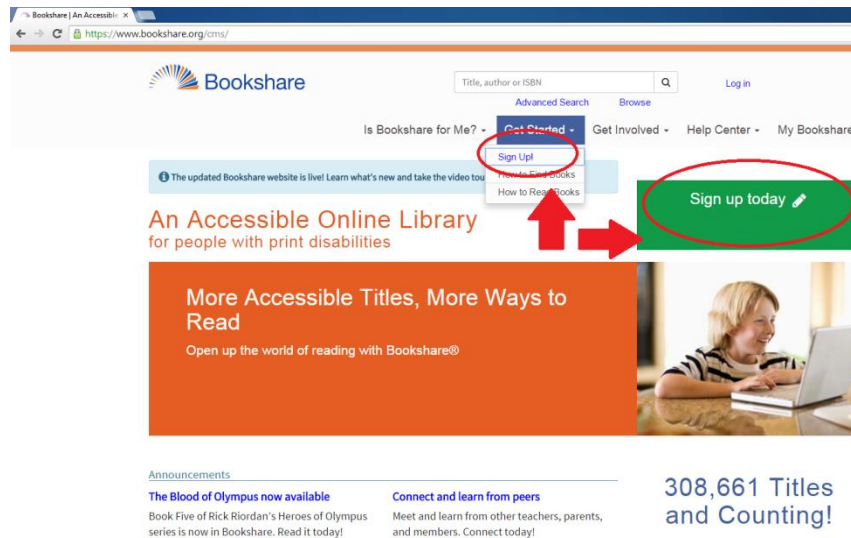 Bookshare | An Accessible
https://www.bookshare.org/cms/
Bookshare
Title, author or ISBN
Log in
Advanced Search Browse
Is Bookshare for Me? Get Started Get Involved Help Center My Bookshare
Sign Up!
How to Find Books
How to Read Books
The updated Bookshare website is live! Learn what's new and take the video tou
Sign up today
An Accessible Online Library
for people with print disabilities
More Accessible Titles, More Ways to
Read
Open up the world of reading with Bookshare®
Announcements
The Blood of Olympus now available
Book Five of Rick Riordan's Heroes of Olympus
series is now in Bookshare. Read it today!
Connect and learn from peers
Meet and learn from other teachers, parents,
and members. Connect today!
308,661 Titles
and Counting!